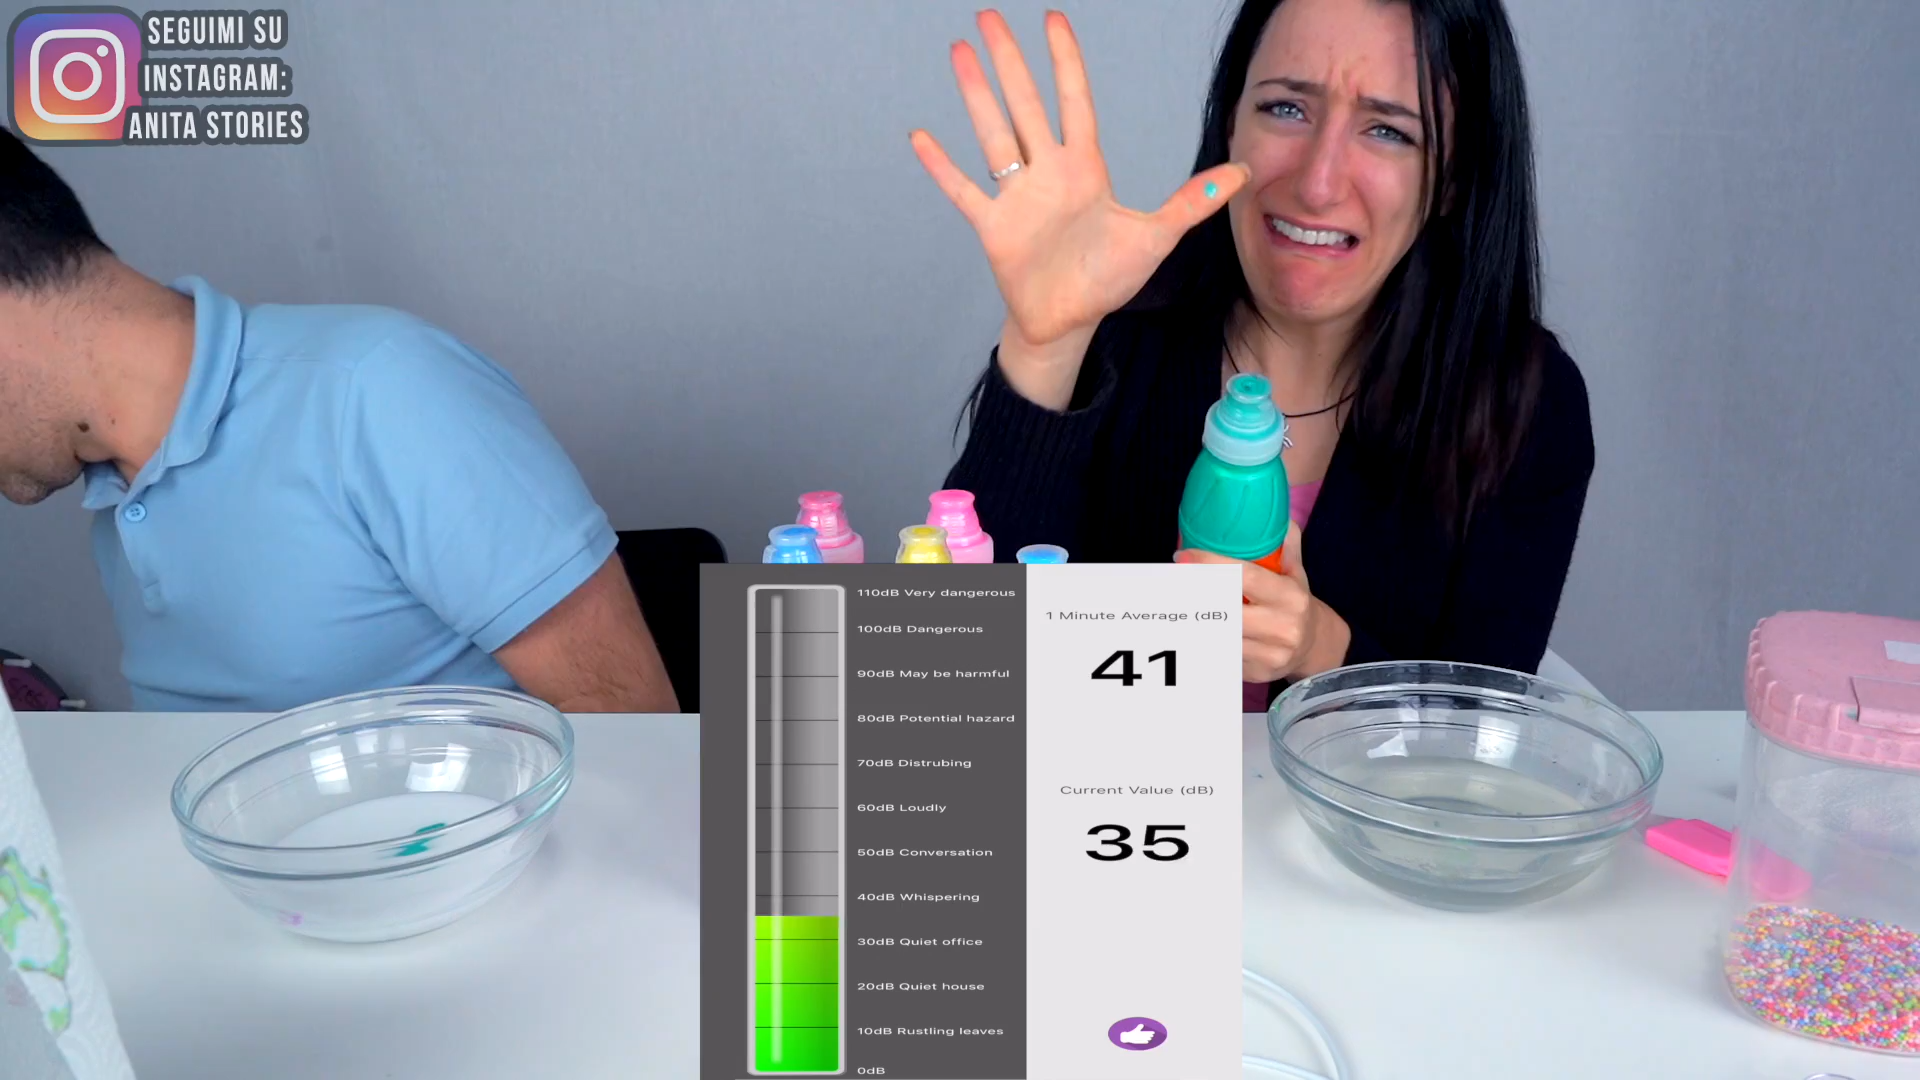 SEGUIMI SU
INSTAGRAM:
ANITA STORIES
110dB Very dangerous
100dB Dangerous
90dB May be harmful
80dB Potential hazard
70dB Distrubing
60dB Loudly
50dB Conversation
40dB Whispering
30dB Quiet office
20dB Quiet house
10dB Rustling leaves
0dB
1 Minute Average (dB)
41
Current Value (dB)
35